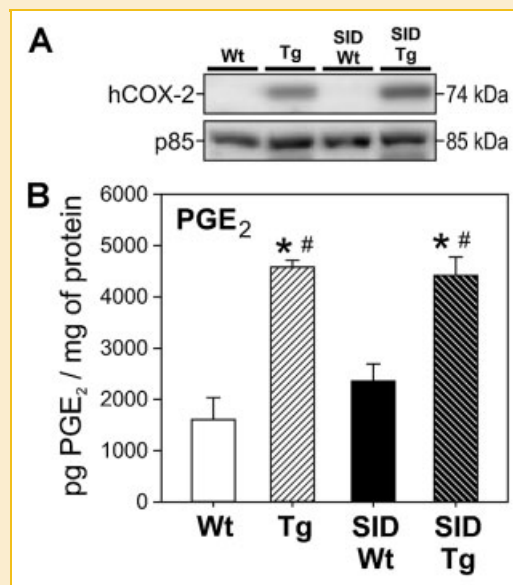 A
Wt Tg SID Wt SID Tg
hCOX-2 74 kDa
p85 85 kDa
B
PGE2
pg PGE2 / mg of protein
6000
5000
4000
3000
2000
1000
0
* #
* #
Wt Tg SID Wt SID Tg